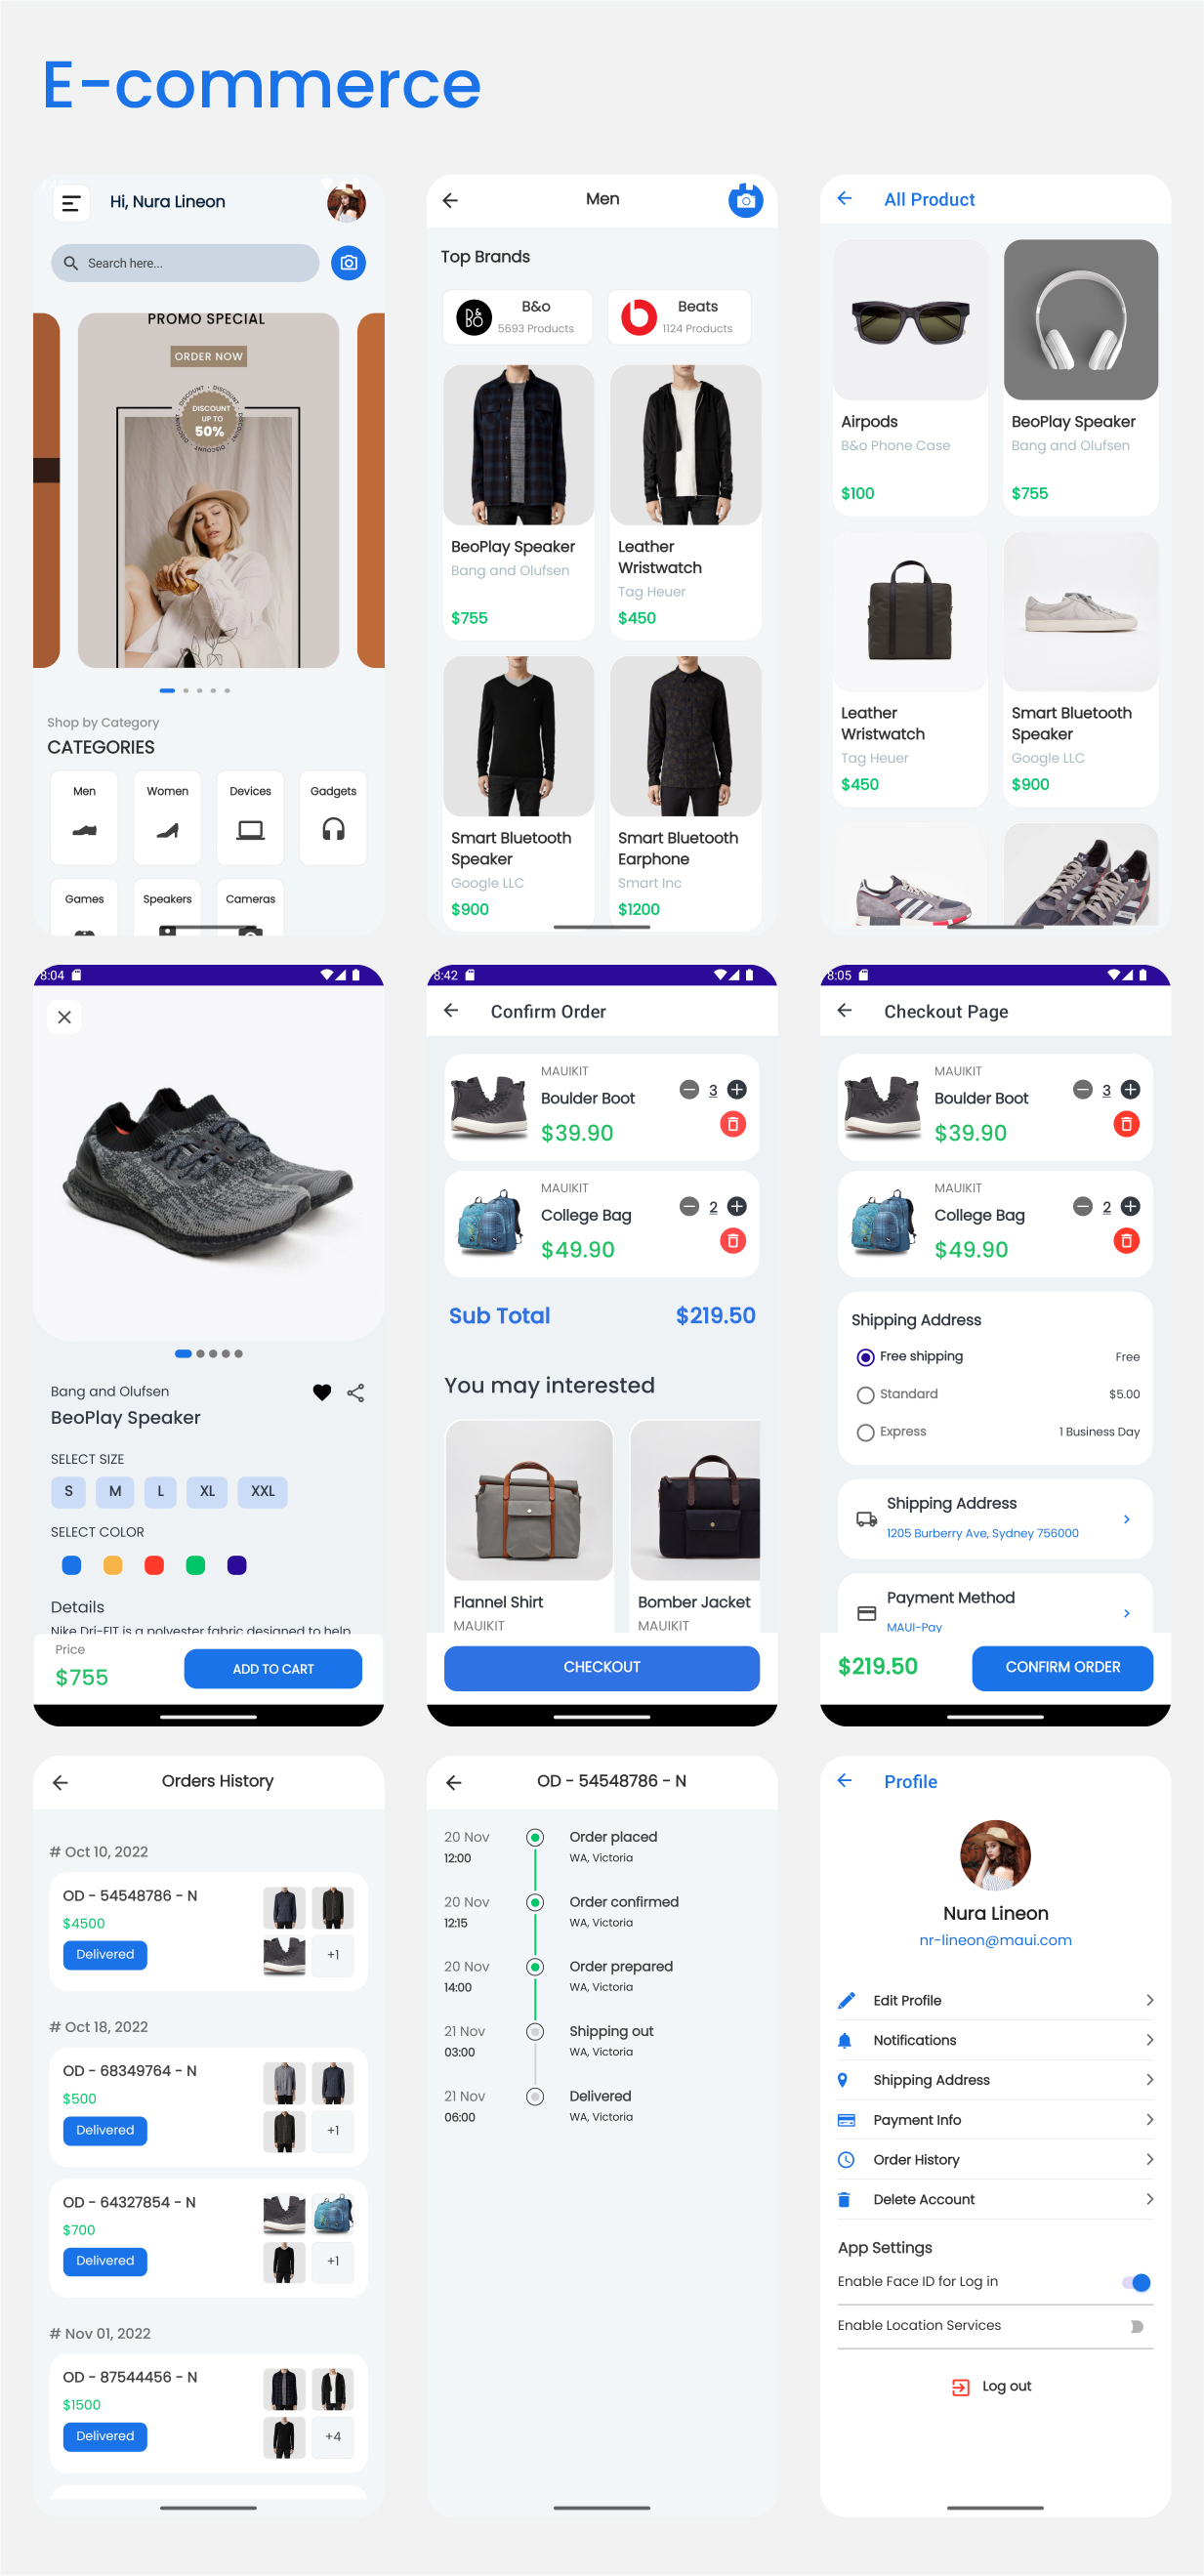 E-commerce
Hi, Nura Lineon
Search here...
PROMO SPECIAL
ORDER NOW
DISCOUNT • DISCOUNT • DISCOUNT • DISCOUNT
DISCOUNT
UP TO
50%
Shop by Category
CATEGORIES
Men
Women
Devices
Gadgets
Games
Speakers
Cameras
Men
Top Brands
B&O
B&o
5693 Products
Beats
1124 Products
BeoPlay Speaker
Bang and Olufsen
$755
Leather
Wristwatch
Tag Heuer
$450
Smart Bluetooth
Speaker
Google LLC
$900
Smart Bluetooth
Earphone
Smart Inc
$1200
All Product
Airpods
B&o Phone Case
$100
BeoPlay Speaker
Bang and Olufsen
$755
Leather
Wristwatch
Tag Heuer
$450
Smart Bluetooth
Speaker
Google LLC
$900
8:04
Bang and Olufsen
BeoPlay Speaker
SELECT SIZE
S M L XL XXL
SELECT COLOR
Details
Nike Dri-FIT is a polyester fabric designed to help
Price
$755
ADD TO CART
8:42
Confirm Order
MAUIKIT
Boulder Boot
3
$39.90
MAUIKIT
College Bag
2
$49.90
Sub Total $219.50
You may interested
Flannel Shirt
MAUIKIT
Bomber Jacket
MAUIKIT
CHECKOUT
8:05
Checkout Page
MAUIKIT
Boulder Boot
3
$39.90
MAUIKIT
College Bag
2
$49.90
Shipping Address
Free shipping Free
Standard $5.00
Express 1 Business Day
Shipping Address
1205 Burberry Ave, Sydney 756000
Payment Method
MAUI-Pay
$219.50
CONFIRM ORDER
Orders History
# Oct 10, 2022
OD - 54548786 - N
$4500
Delivered
+1
# Oct 18, 2022
OD - 68349764 - N
$500
Delivered
+1
OD - 64327854 - N
$700
Delivered
+1
# Nov 01, 2022
OD - 87544456 - N
$1500
Delivered
+4
OD - 54548786 - N
20 Nov Order placed
12:00 WA, Victoria
20 Nov Order confirmed
12:15 WA, Victoria
20 Nov Order prepared
14:00 WA, Victoria
21 Nov Shipping out
03:00 WA, Victoria
21 Nov Delivered
06:00 WA, Victoria
Profile
Nura Lineon
nr-lineon@maui.com
Edit Profile
Notifications
Shipping Address
Payment Info
Order History
Delete Account
App Settings
Enable Face ID for Log in
Enable Location Services
Log out